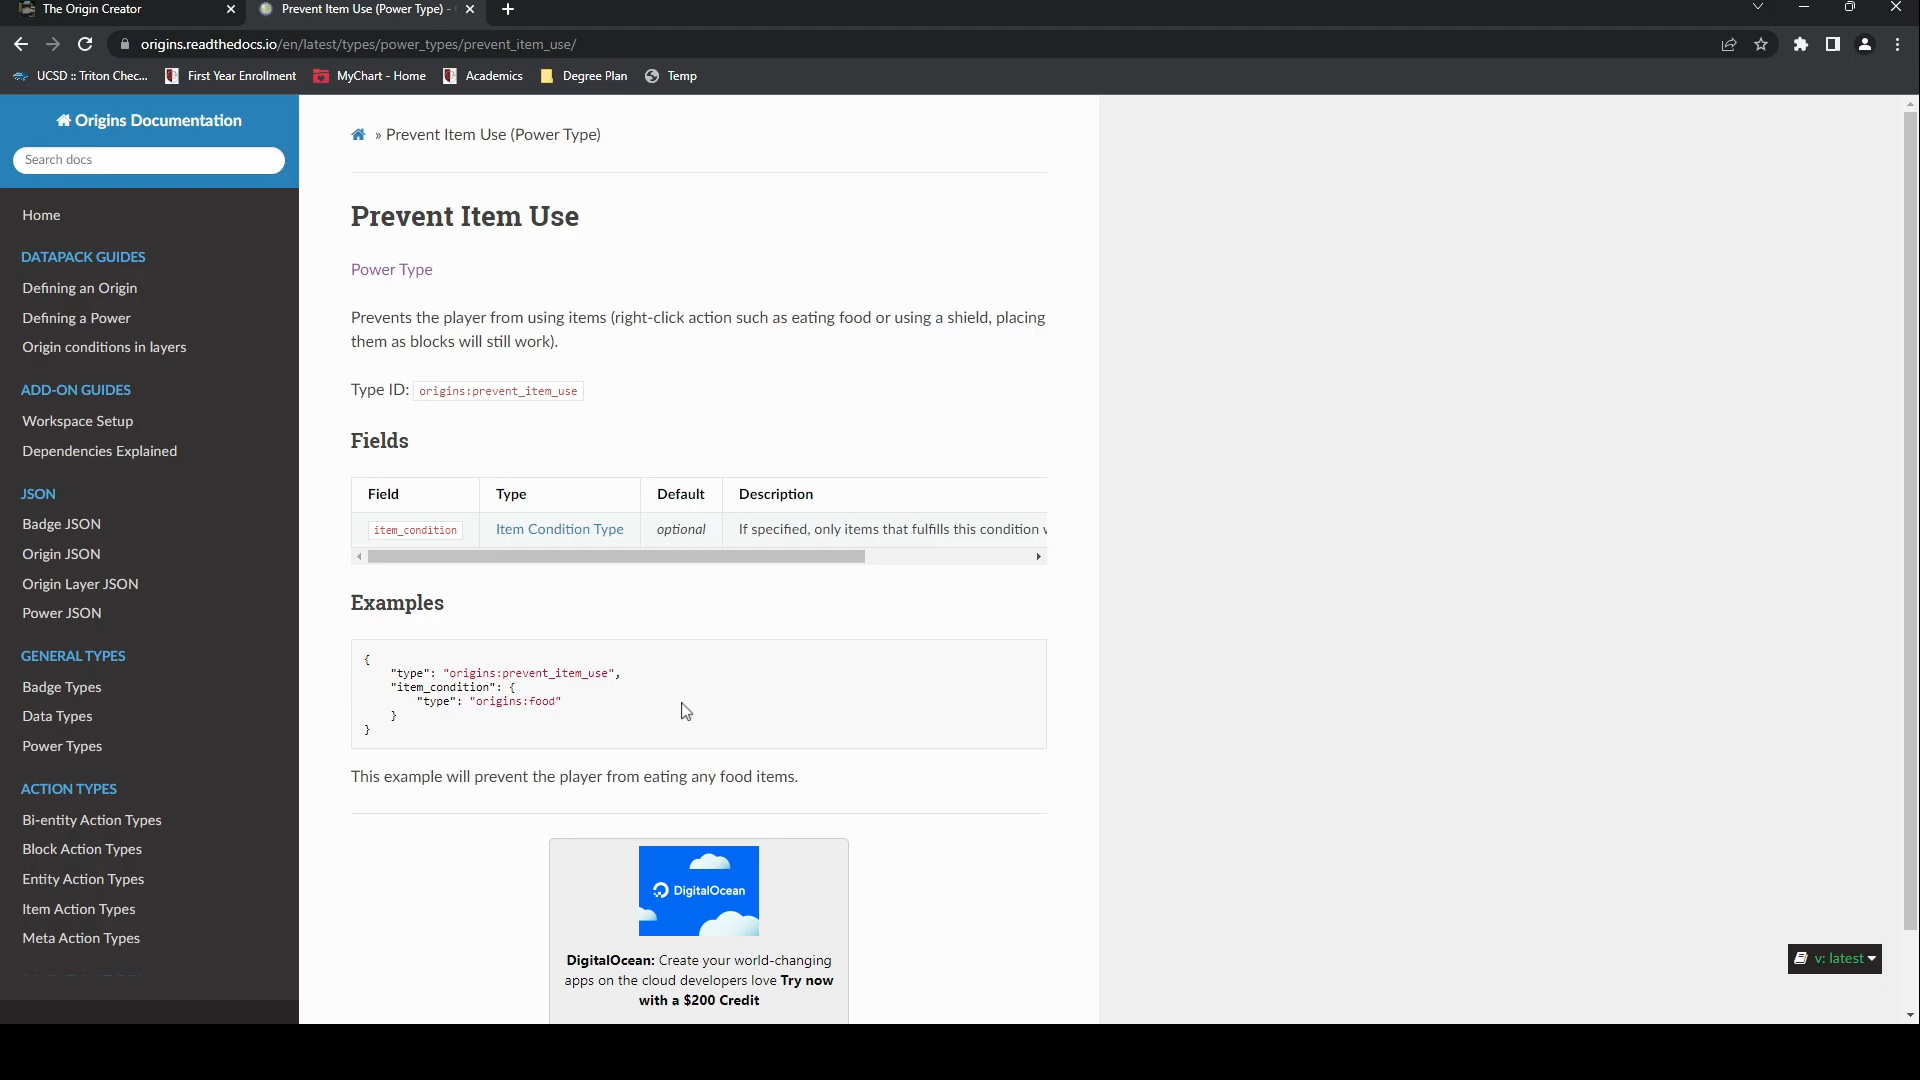 The Origin Creator
Prevent Item Use (Power Type) -
origins.readthedocs.io/en/latest/types/power_types/prevent_item_use/
UCSD :: Triton Chec...
First Year Enrollment
MyChart - Home
Academics
Degree Plan
Temp
Origins Documentation
Search docs
Home
DATAPACK GUIDES
Defining an Origin
Defining a Power
Origin conditions in layers
ADD-ON GUIDES
Workspace Setup
Dependencies Explained
JSON
Badge JSON
Origin JSON
Origin Layer JSON
Power JSON
GENERAL TYPES
Badge Types
Data Types
Power Types
ACTION TYPES
Bi-entity Action Types
Block Action Types
Entity Action Types
Item Action Types
Meta Action Types
» Prevent Item Use (Power Type)
Prevent Item Use
Power Type
Prevents the player from using items (right-click action such as eating food or using a shield, placing
them as blocks will still work).
Type ID: origins:prevent_item_use
Fields
Field Type Default Description
item_condition Item Condition Type optional If specified, only items that fulfills this condition
Examples
{
"type": "origins:prevent_item_use",
"item_condition": {
"type": "origins:food"
}
}
This example will prevent the player from eating any food items.
DigitalOcean
DigitalOcean: Create your world-changing
apps on the cloud developers love Try now
with a $200 Credit
v: latest